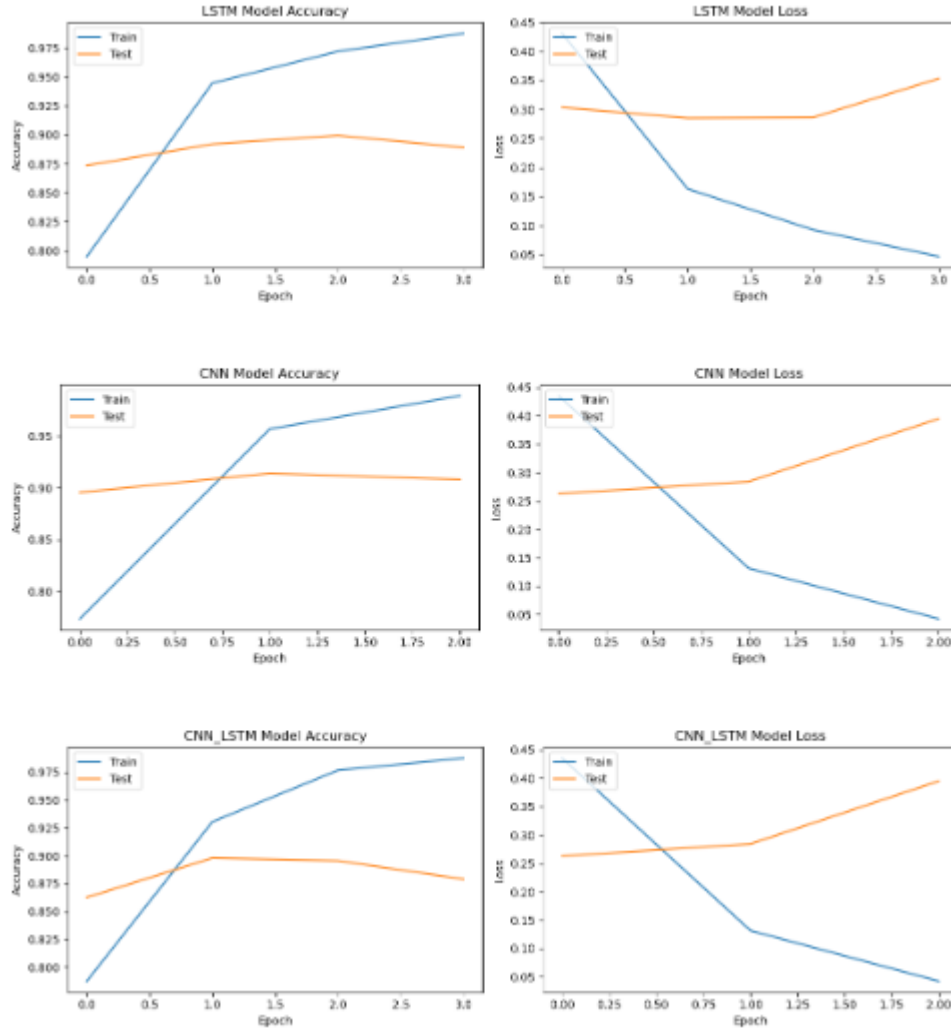 LSTM Model Accuracy
Train
Test
0.975
0.950
0.925
0.900
0.875
0.850
0.825
0.800
Accuracy
0.0 0.5 1.0 1.5 2.0 2.5 3.0
Epoch
LSTM Model Loss
Train
Test
0.45
0.40
0.35
0.30
0.25
0.20
0.15
0.10
0.05
Loss
0.0 0.5 1.0 1.5 2.0 2.5 3.0
Epoch
CNN Model Accuracy
Train
Test
0.95
0.90
0.85
0.80
Accuracy
0.00 0.25 0.50 0.75 1.00 1.25 1.50 1.75 2.00
Epoch
CNN Model Loss
Train
Test
0.45
0.40
0.35
0.30
0.25
0.20
0.15
0.10
0.05
Loss
0.00 0.25 0.50 0.75 1.00 1.25 1.50 1.75 2.00
Epoch
CNN_LSTM Model Accuracy
Train
Test
0.975
0.950
0.925
0.900
0.875
0.850
0.825
0.800
Accuracy
0.0 0.5 1.0 1.5 2.0 2.5 3.0
Epoch
CNN_LSTM Model Loss
Train
Test
0.45
0.40
0.35
0.30
0.25
0.20
0.15
0.10
0.05
Loss
0.00 0.25 0.50 0.75 1.00 1.25 1.50 1.75 2.00
Epoch